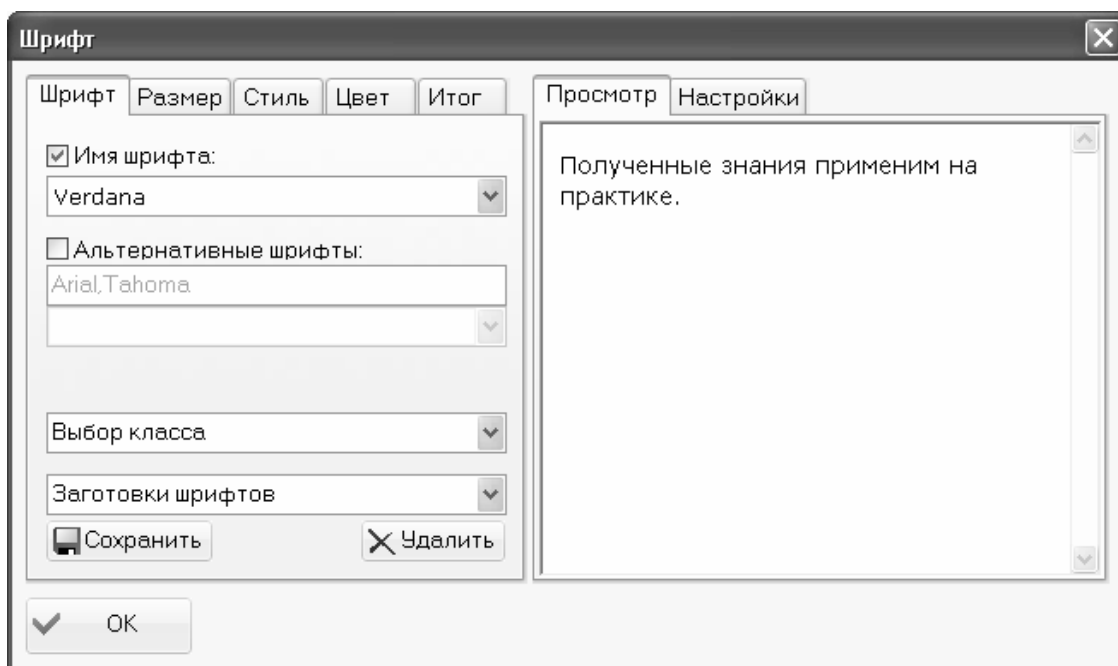 Шрифт
Шрифт Размер Стиль Цвет Итог
Имя шрифта:
Verdana
Альтернативные шрифты:
Arial,Tahoma
Выбор класса
Заготовки шрифтов
Сохранить Удалить
OK
Просмотр Настройки
Полученные знания применим на
практике.